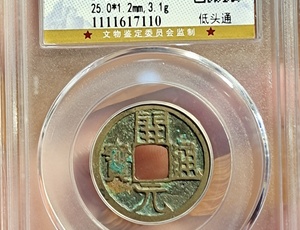 25.0*1.2mm,3.1g
★ 文物鉴定委员会监制 ★
1111617110
低头通
開元通寳